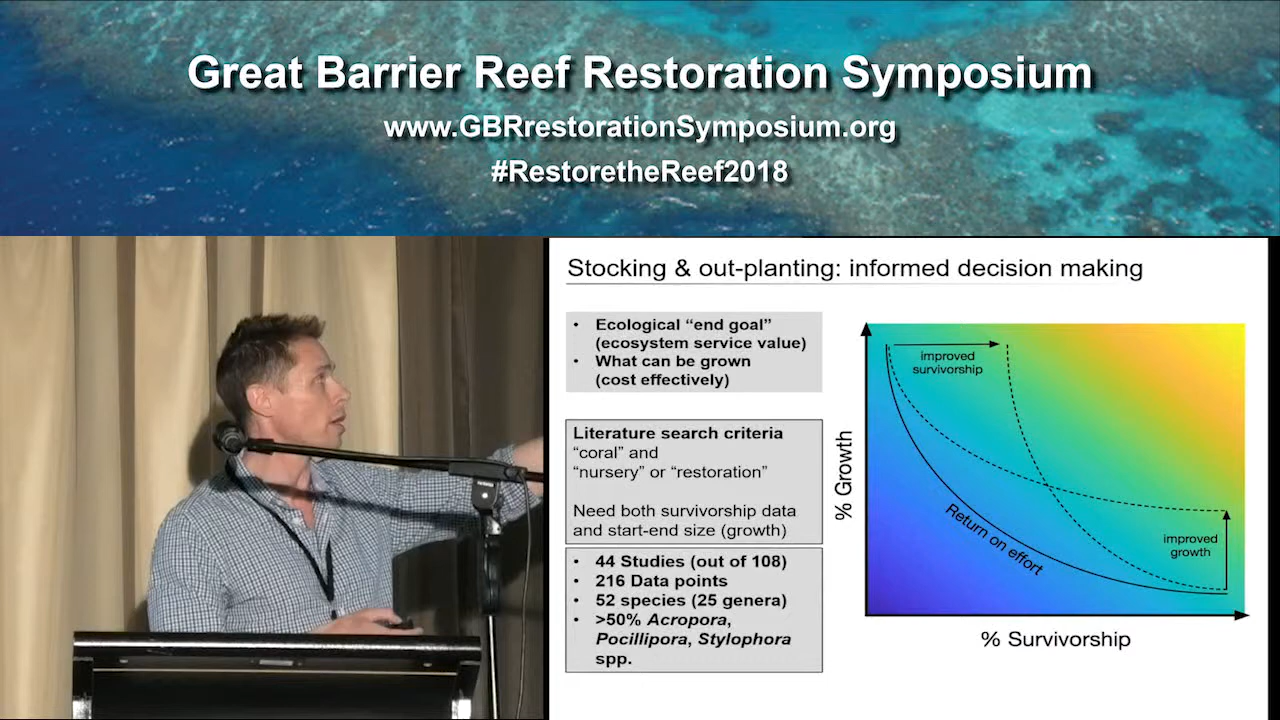 Great Barrier Reef Restoration Symposium
www.GBRrestorationSymposium.org
#RestoretheReef2018
Stocking & out-planting: informed decision making
• Ecological “end goal”
(ecosystem service value)
• What can be grown
(cost effectively)
Literature search criteria
“coral” and
“nursery” or “restoration”
Need both survivorship data
and start-end size (growth)
• 44 Studies (out of 108)
• 216 Data points
• 52 species (25 genera)
• >50% Acropora,
Pocillipora, Stylophora
spp.
improved
survivorship
% Growth
Return on effort
improved
growth
% Survivorship